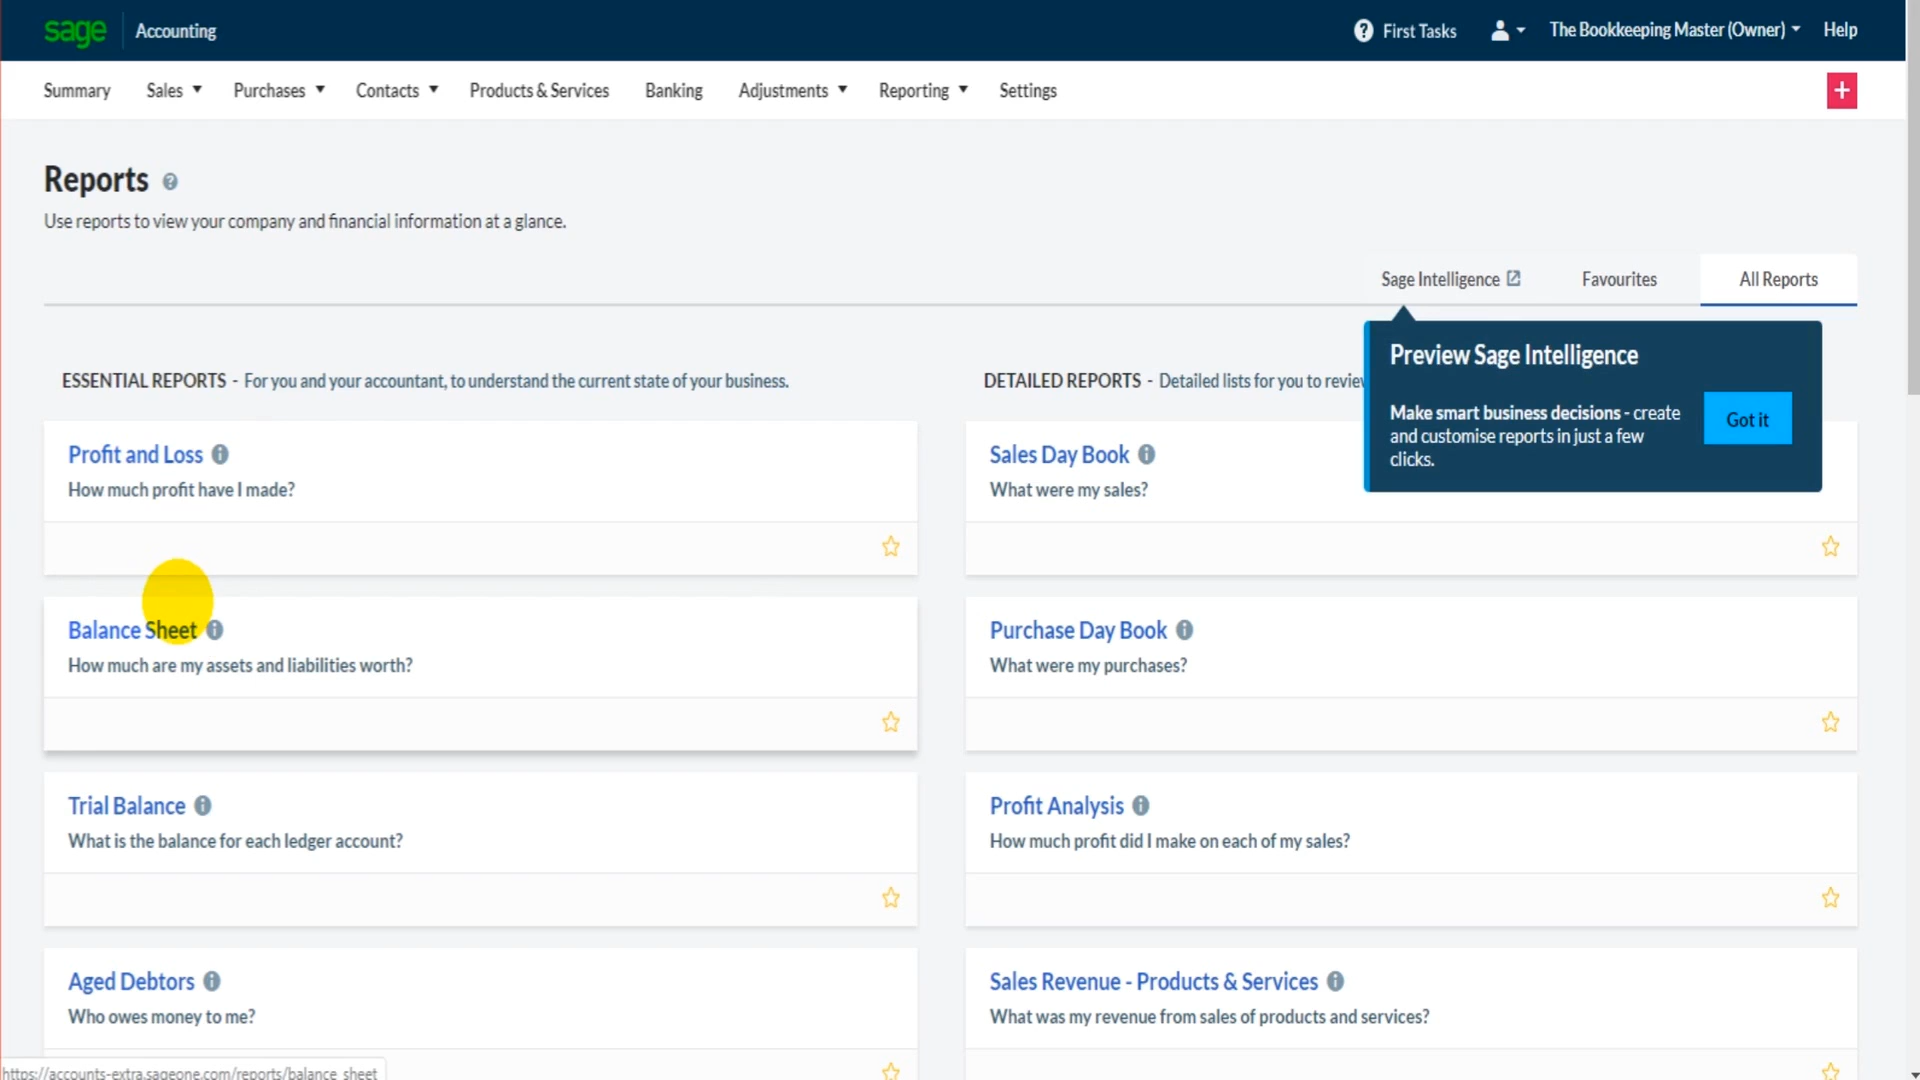 sage Accounting First Tasks The Bookkeeping Master (Owner) Help
Summary Sales Purchases Contacts Products & Services Banking Adjustments Reporting Settings
Reports
Use reports to view your company and financial information at a glance.
Sage Intelligence Favourites All Reports
Preview Sage Intelligence
Make smart business decisions - create
and customise reports in just a few
clicks.
Got it
ESSENTIAL REPORTS - For you and your accountant, to understand the current state of your business.
Profit and Loss
How much profit have I made?
Balance Sheet
How much are my assets and liabilities worth?
Trial Balance
What is the balance for each ledger account?
Aged Debtors
Who owes money to me?
DETAILED REPORTS - Detailed lists for you to review
Sales Day Book
What were my sales?
Purchase Day Book
What were my purchases?
Profit Analysis
How much profit did I make on each of my sales?
Sales Revenue - Products & Services
What was my revenue from sales of products and services?
https://accounts-extra.sageone.com/reports/balance_sheet